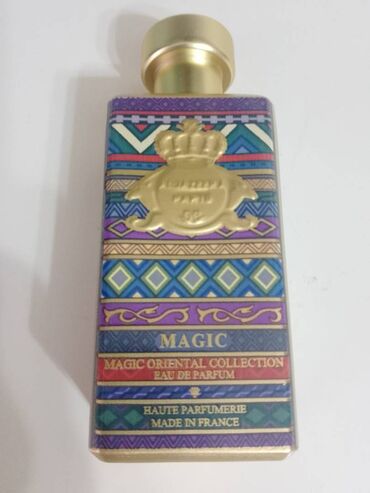 PARIS
MAGIC
MAGIC ORIENTAL COLLECTION
EAU DE PARFUM
HAUTE PARFUMERIE
MADE IN FRANCE